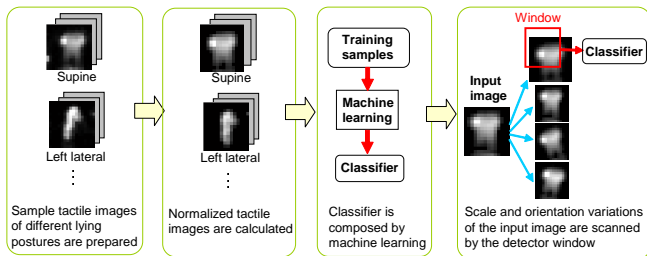 Supine
Left lateral
⋮
Sample tactile images
of different lying
postures are prepared
Supine
Left lateral
⋮
Normalized tactile
images are calculated
Training
samples
Machine
learning
Classifier
Classifier is
composed by
machine learning
Window
Classifier
Input
image
Scale and orientation variations
of the input image are scanned
by the detector window